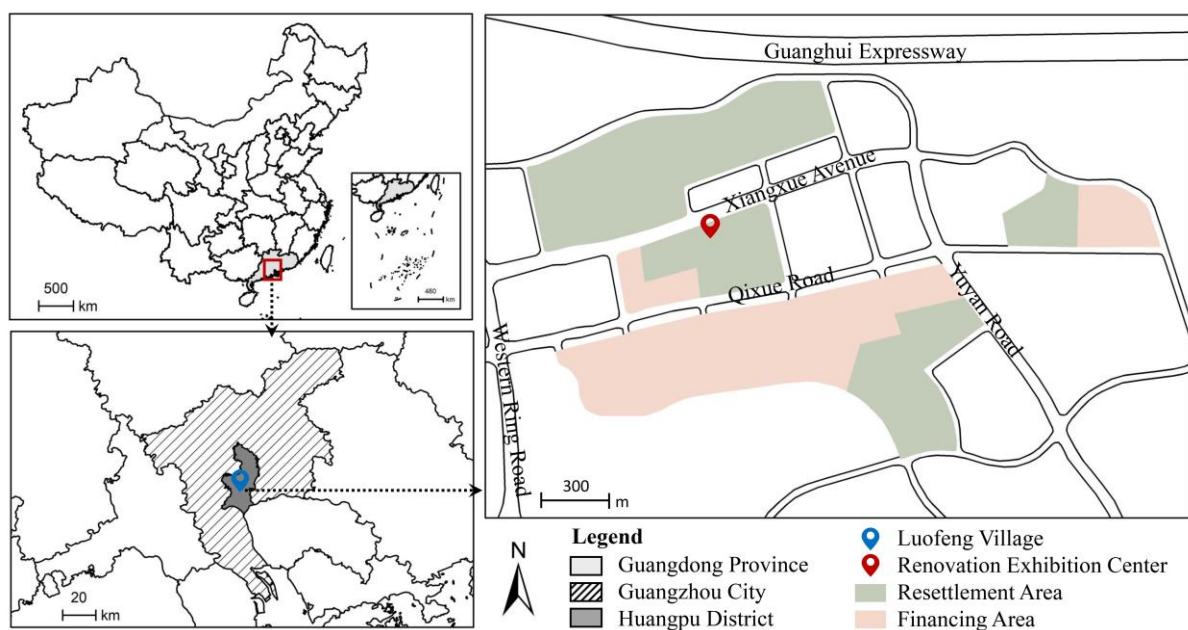 500
km
480
km
20
km
Guanghui Expressway
Xiangxue Avenue
Qixue Road
Yuyan Road
Western Ring Road
300
m
N
Legend
Guangdong Province
Guangzhou City
Huangpu District
Luofeng Village
Renovation Exhibition Center
Resettlement Area
Financing Area